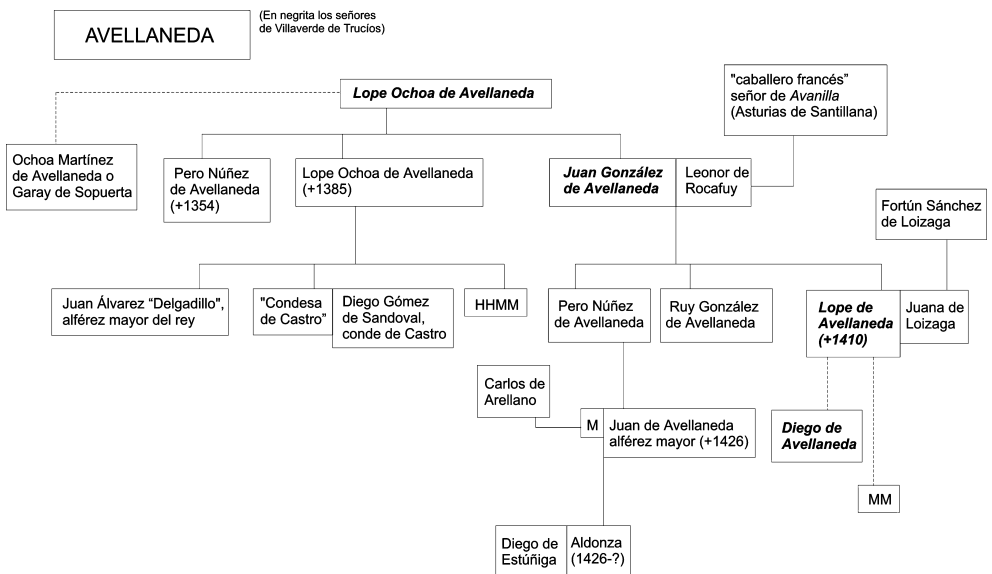 AVELLANEDA
(En negrita los señores
de Villaverde de Trucíos)
Lope Ochoa de Avellaneda
"caballero francés”
señor de Avanilla
(Asturias de Santillana)
Ochoa Martínez
de Avellaneda o
Garay de Sopuerta
Pero Núñez
de Avellaneda
(+1354)
Lope Ochoa de Avellaneda
(+1385)
Juan González
de Avellaneda
Leonor de
Rocafuy
Fortún Sánchez
de Loizaga
Juan Álvarez “Delgadillo",
alférez mayor del rey
"Condesa
de Castro”
Diego Gómez
de Sandoval,
conde de Castro
HHMM
Pero Núñez
de Avellaneda
Ruy González
de Avellaneda
Lope de
Avellaneda
(+1410)
Juana de
Loizaga
Carlos de
Arellano
M
Juan de Avellaneda
alférez mayor (+1426)
Diego de
Avellaneda
MM
Diego de
Estúñiga
Aldonza
(1426-?)